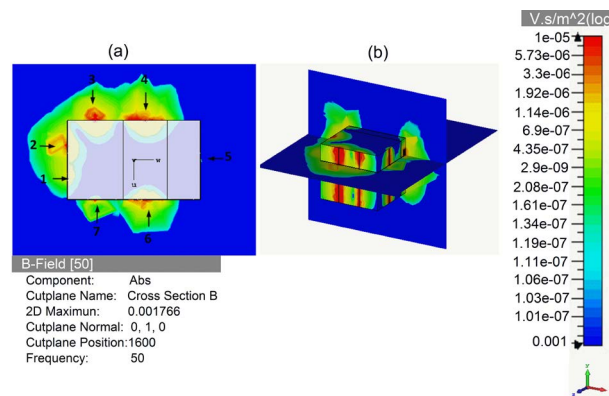 V.s/m^2(log
(a)
(b)
3
4
2
1
5
7
6
w
u
1e-05
5.73e-06
3.3e-06
1.92e-06
1.14e-06
6.9e-07
4.35e-07
2.9e-09
2.08e-07
1.61e-07
1.34e-07
1.19e-07
1.11e-07
1.06e-07
1.03e-07
1.01e-07
0.001
B-Field [50]
Component: Abs
Cutplane Name: Cross Section B
2D Maximun: 0.001766
Cutplane Normal: 0, 1, 0
Cutplane Position:1600
Frequency: 50